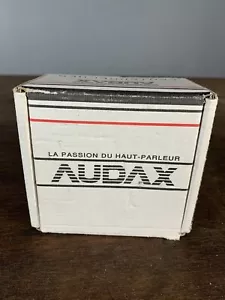 LA PASSION DU HAUT-PARLEUR
AUDAX